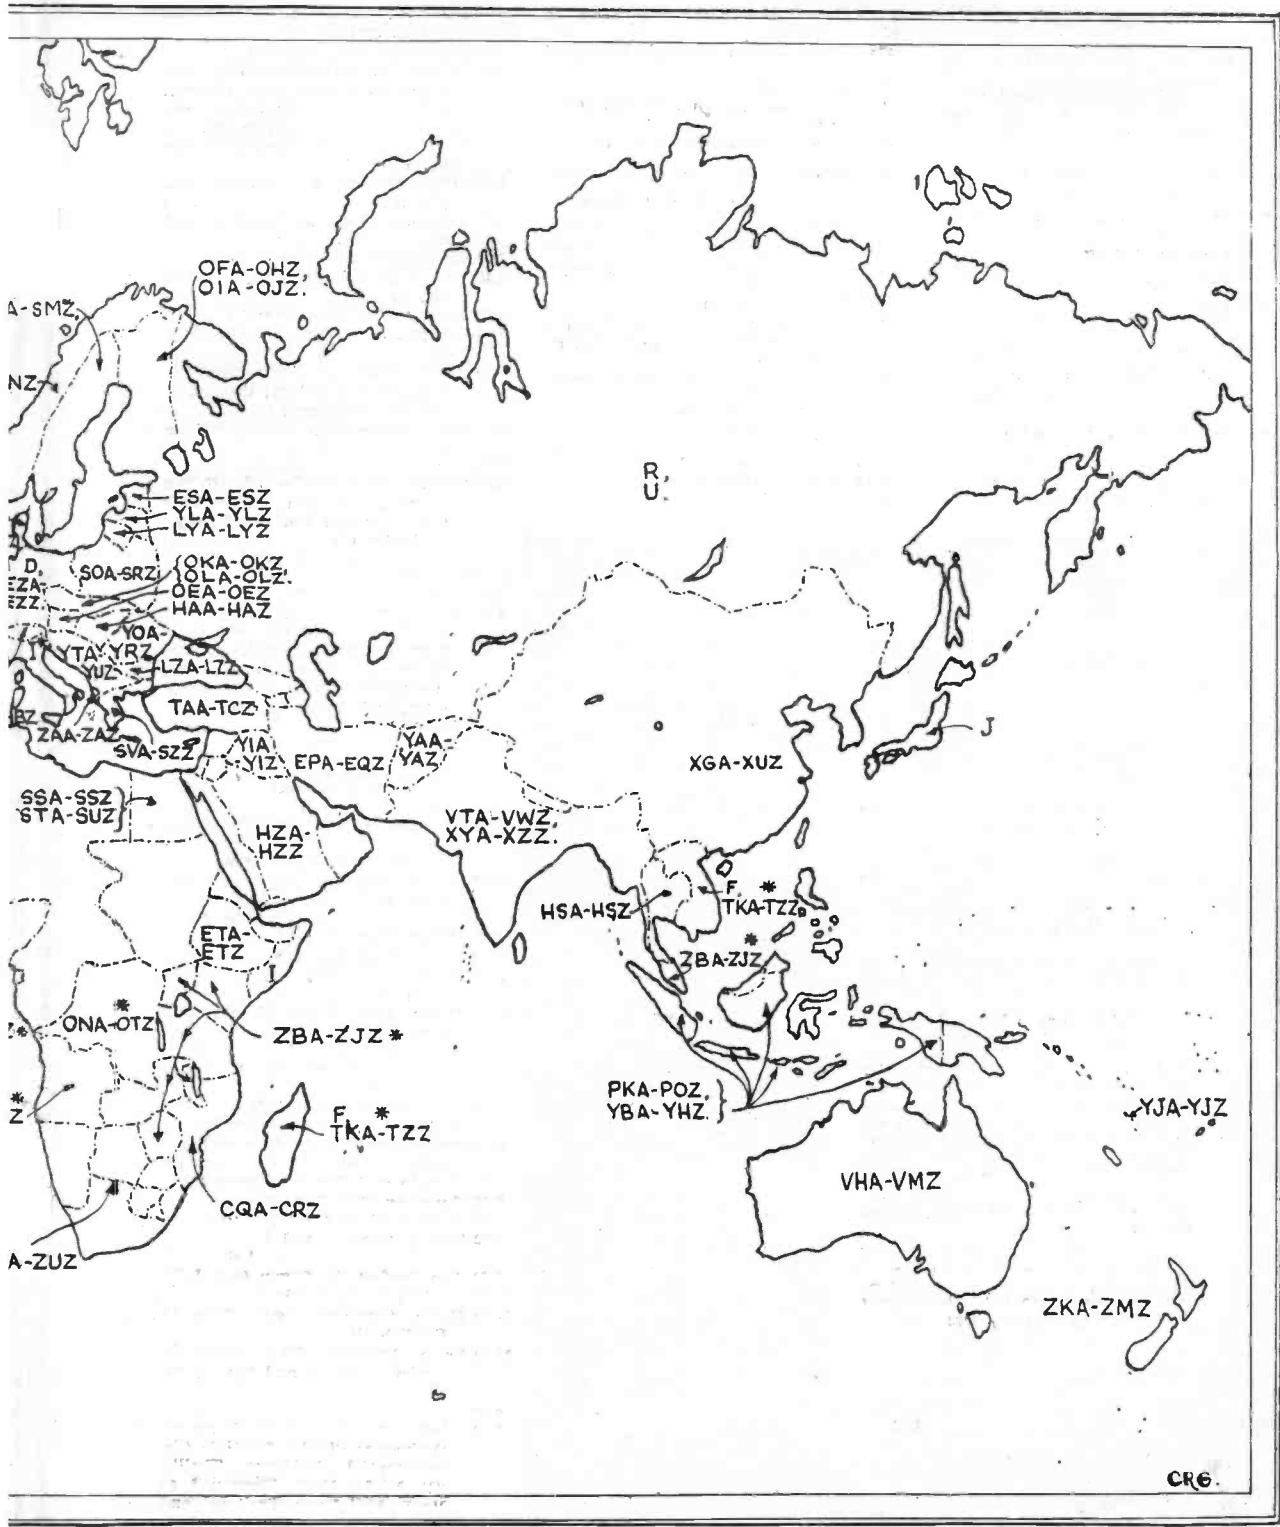 OFA-OHZ,
OIA-OJZ.
A-SMZ,
NZ
R,
U.
ESA-ESZ
YLA-YLZ
LYA-LYZ
D,
EZA-
EZZ
SOA-SRZ
{OKA-OKZ,
OLA-OLZ.
OEA-OEZ
HAA-HAZ
YOA-
YRZ
I
YTA
YUZ
LZA-LZZ
TAA-TCZ
BZ
ZAA-ZAZ
SVA-SZZ
YIA
YIZ
EPA-EQZ
YAA-
YAZ
XGA-XUZ
J
SSA-SSZ
STA-SUZ}
HZA-
HZZ
VTA-VWZ,
XYA-XZZ.
HSA-HSZ
F, *
TKA-TZZ
*
ZBA-ZJZ
ETA-
ETZ
I
*
ONA-OTZ
Z*
ZBA-ZJZ *
*
Z
F, *
TKA-TZZ
PKA-POZ,
YBA-YHZ.}
YJA-YJZ
VHA-VMZ
CQA-CRZ
A-ZUZ
ZKA-ZMZ
CRG.